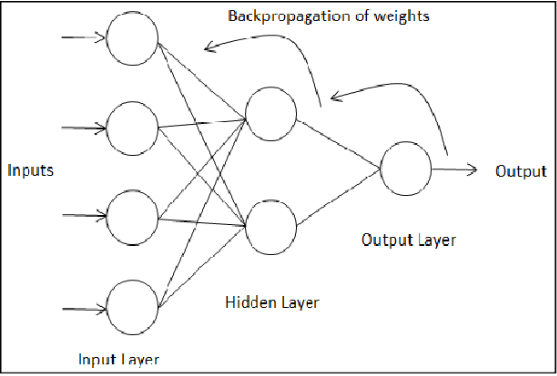 Backpropagation of weights
Inputs
Output
Output Layer
Hidden Layer
Input Layer